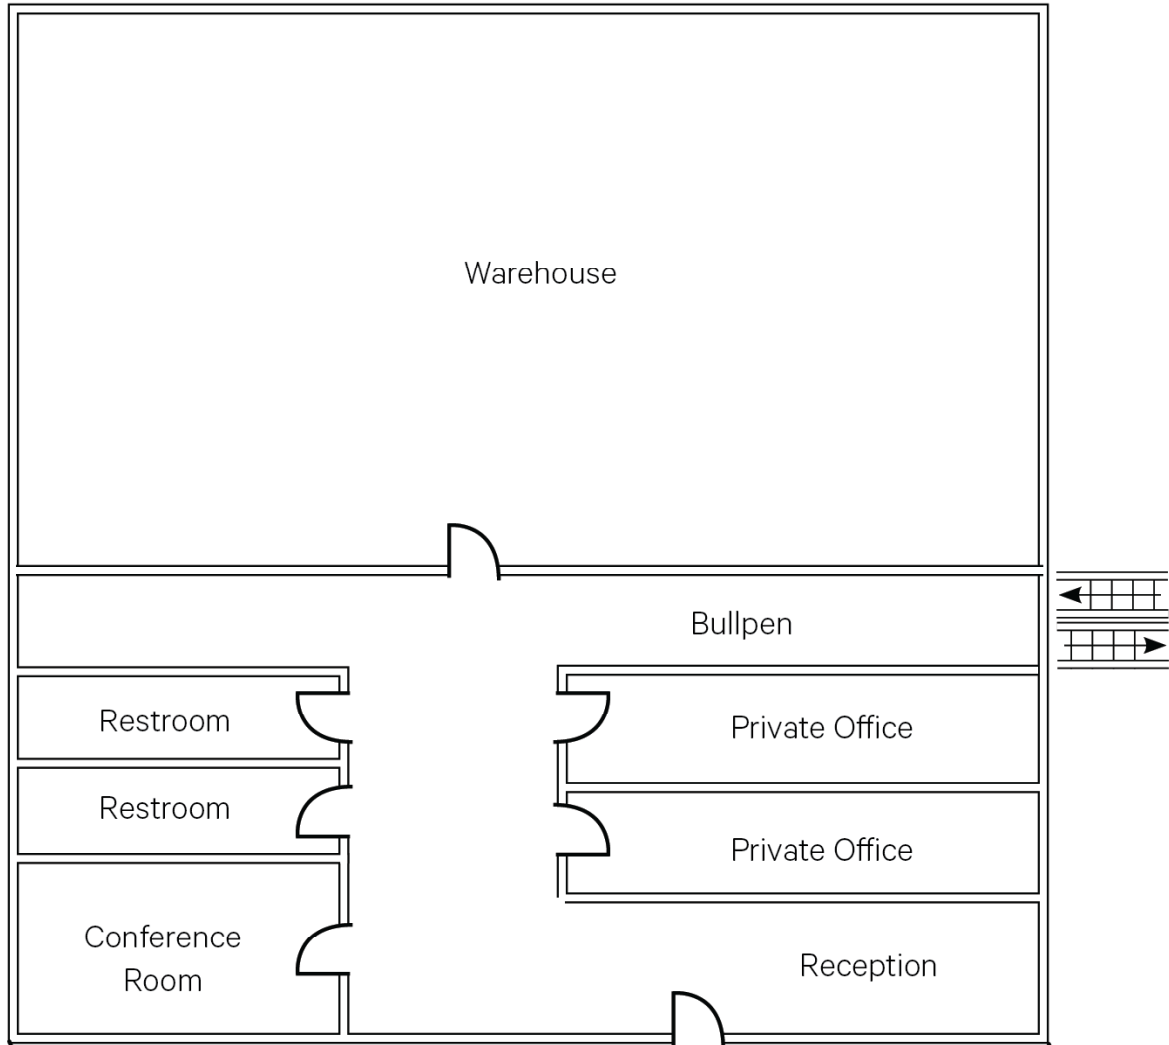 Warehouse
Bullpen
Restroom
Private Office
Restroom
Private Office
Conference
Room
Reception